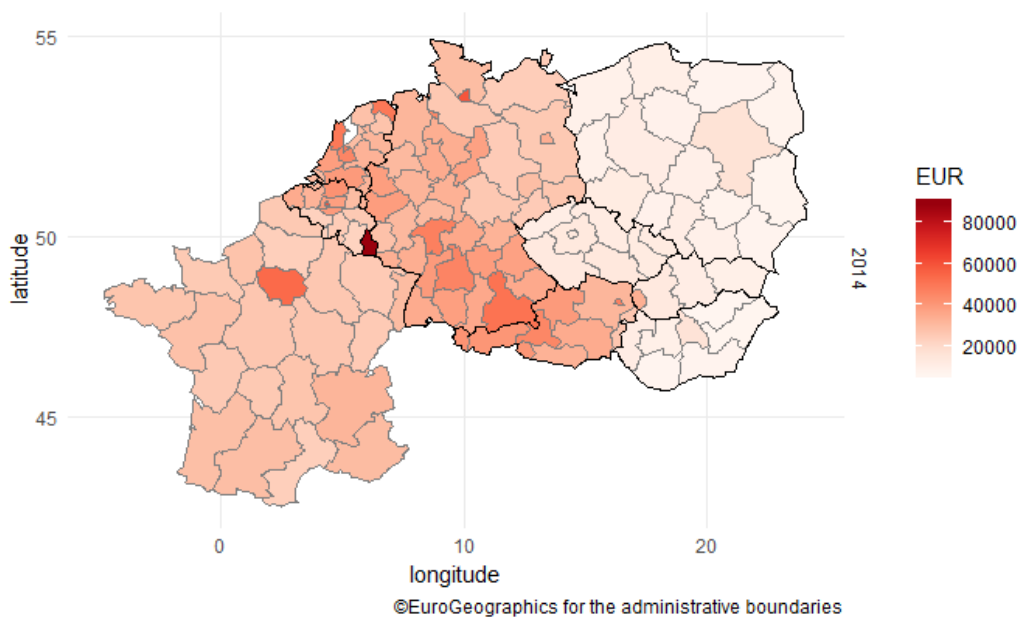 55
50
45
latitude
0
10
20
longitude
2014
EUR
80000
60000
40000
20000
©EuroGeographics for the administrative boundaries